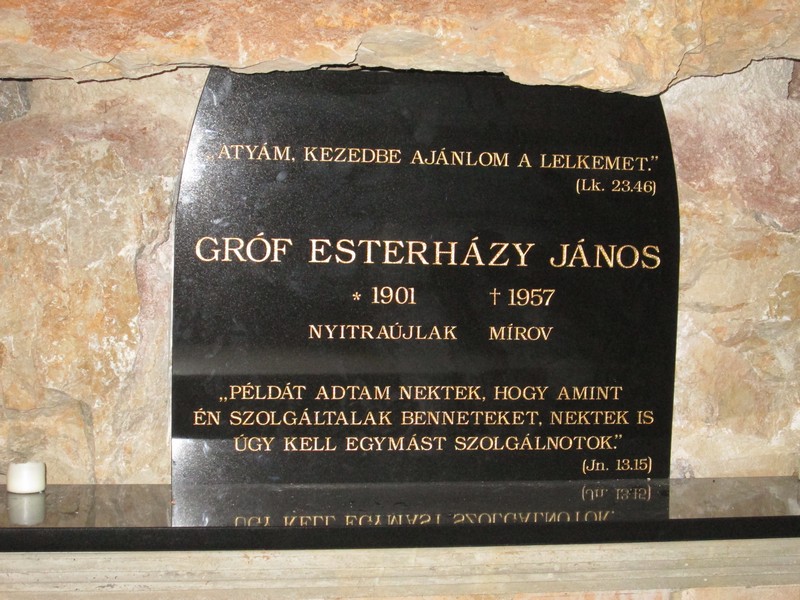 „ATYÁM, KEZEDBE AJÁNLOM A LELKEMET."
(Lk. 23.46)
GRÓF ESTERHÁZY JÁNOS
* 1901 † 1957
NYITRAÚJLAK MÍROV
„PÉLDÁT ADTAM NEKTEK, HOGY AMINT
ÉN SZOLGÁLTALAK BENNETEKET, NEKTEK IS
ÚGY KELL EGYMÁST SZOLGÁLNOTOK."
(Jn. 13.15)